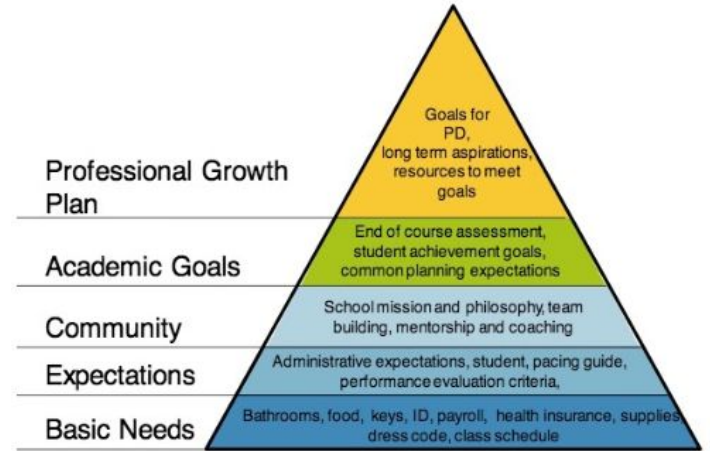 Goals for
PD,
long term aspirations,
resources to meet
goals
Professional Growth
Plan
End of course assessment,
student achievement goals,
common planning expectations
Academic Goals
School mission and philosophy, team
building, mentorship and coaching
Community
Administrative expectations, student, pacing guide,
performance evaluation criteria,
Expectations
Bathrooms, food, keys, ID, payroll, health insurance, supplies
dress code, class schedule
Basic Needs